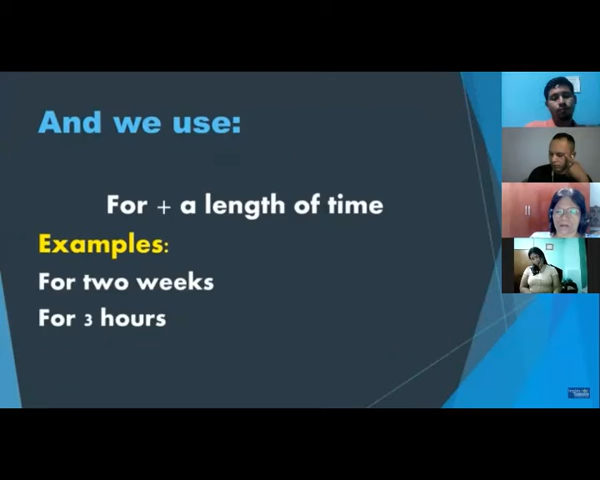 And we use:
For + a length of time
Examples:
For two weeks
For 3 hours